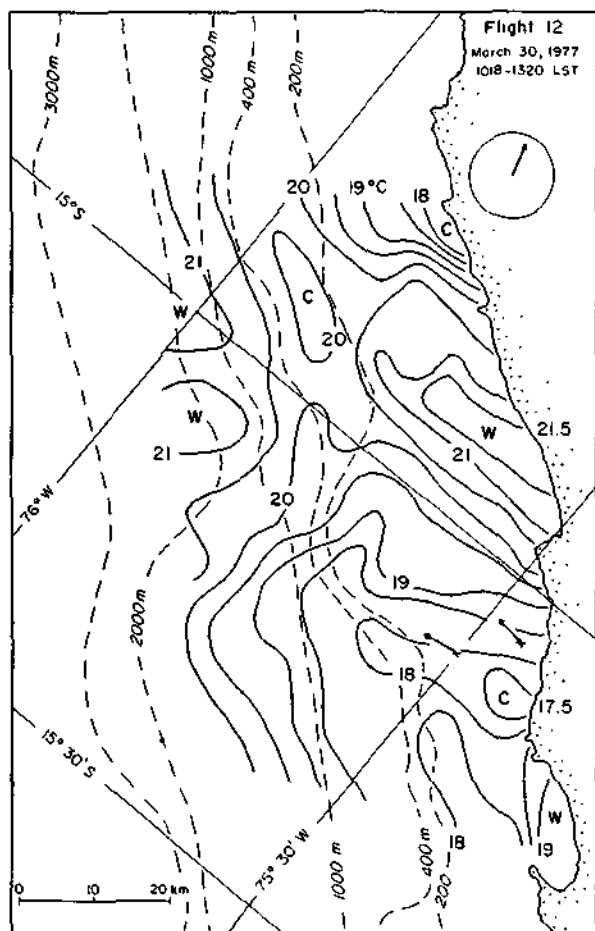 Flight 12
March 30, 1977
1018-1320 LST
3000m
1000m
400m
200m
15°S
20
19°C
18
C
21
W
C
20
W
21
21.5
W
21
20
76°W
19
2000m
18
C
17.5
15° 30'S
W
75° 30' W
1000m
400m
200
18
19
0 10 20 km